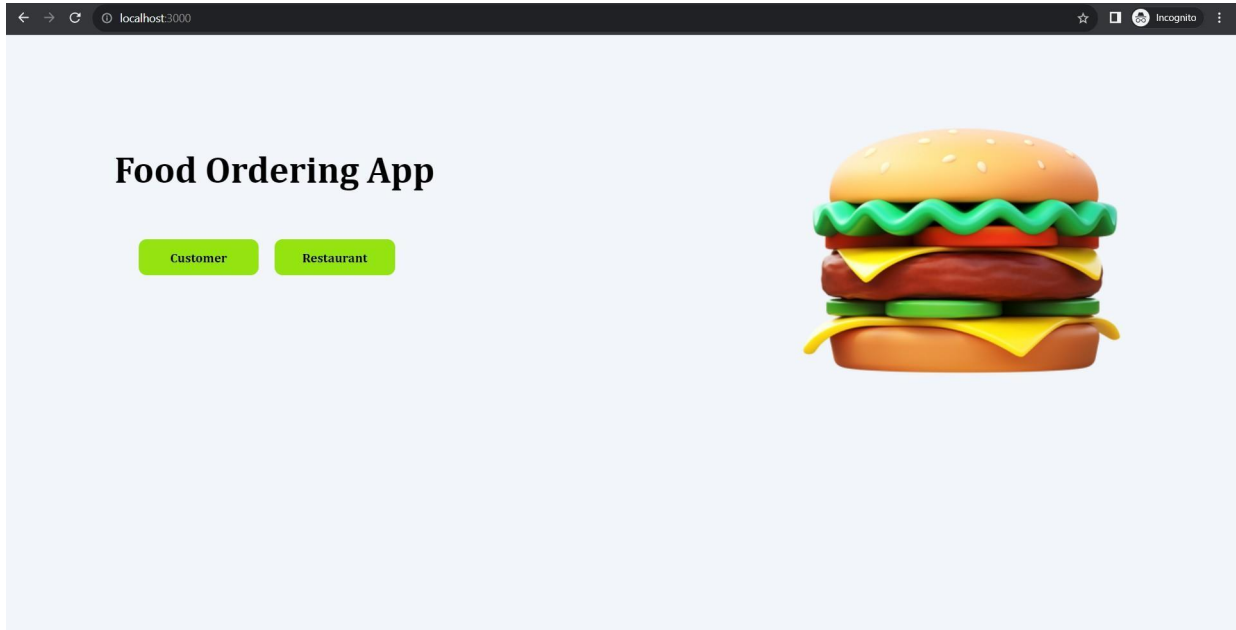 localhost:3000
Incognito
Food Ordering App
Customer
Restaurant